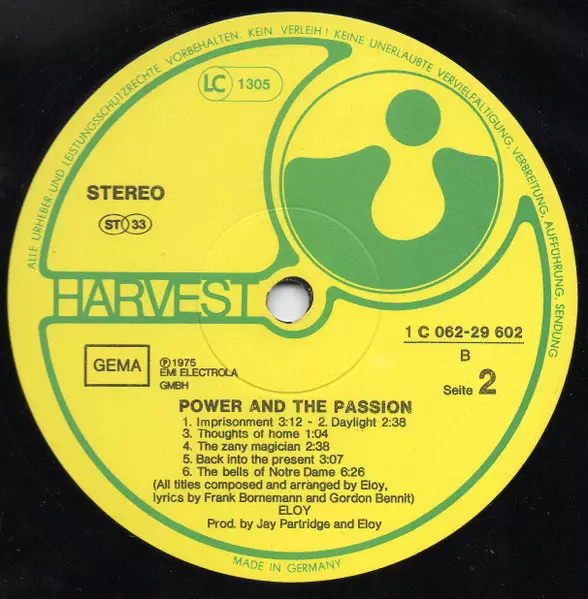 ALLE URHEBER-UND LEISTUNGSSCHUTZRECHTE VORBEHALTEN. KEIN VERLEIH! KEINE UNERLAUBTE VERVIELFÄLTIGUNG, VERBREITUNG, AUFFÜHRUNG, SENDUNG
LC 1305
STEREO
ST 33
HARVEST
1 C 062-29 602
GEMA
℗1975
EMI ELECTROLA
GMBH
B
Seite 2
POWER AND THE PASSION
1. Imprisonment 3:12 - 2. Daylight 2:38
3. Thoughts of home 1:04
4. The zany magician 2:38
5. Back into the present 3:07
6. The bells of Notre Dame 6:26
(All titles composed and arranged by Eloy,
lyrics by Frank Bornemann and Gordon Bennit)
ELOY
Prod. by Jay Partridge and Eloy
MADE IN GERMANY